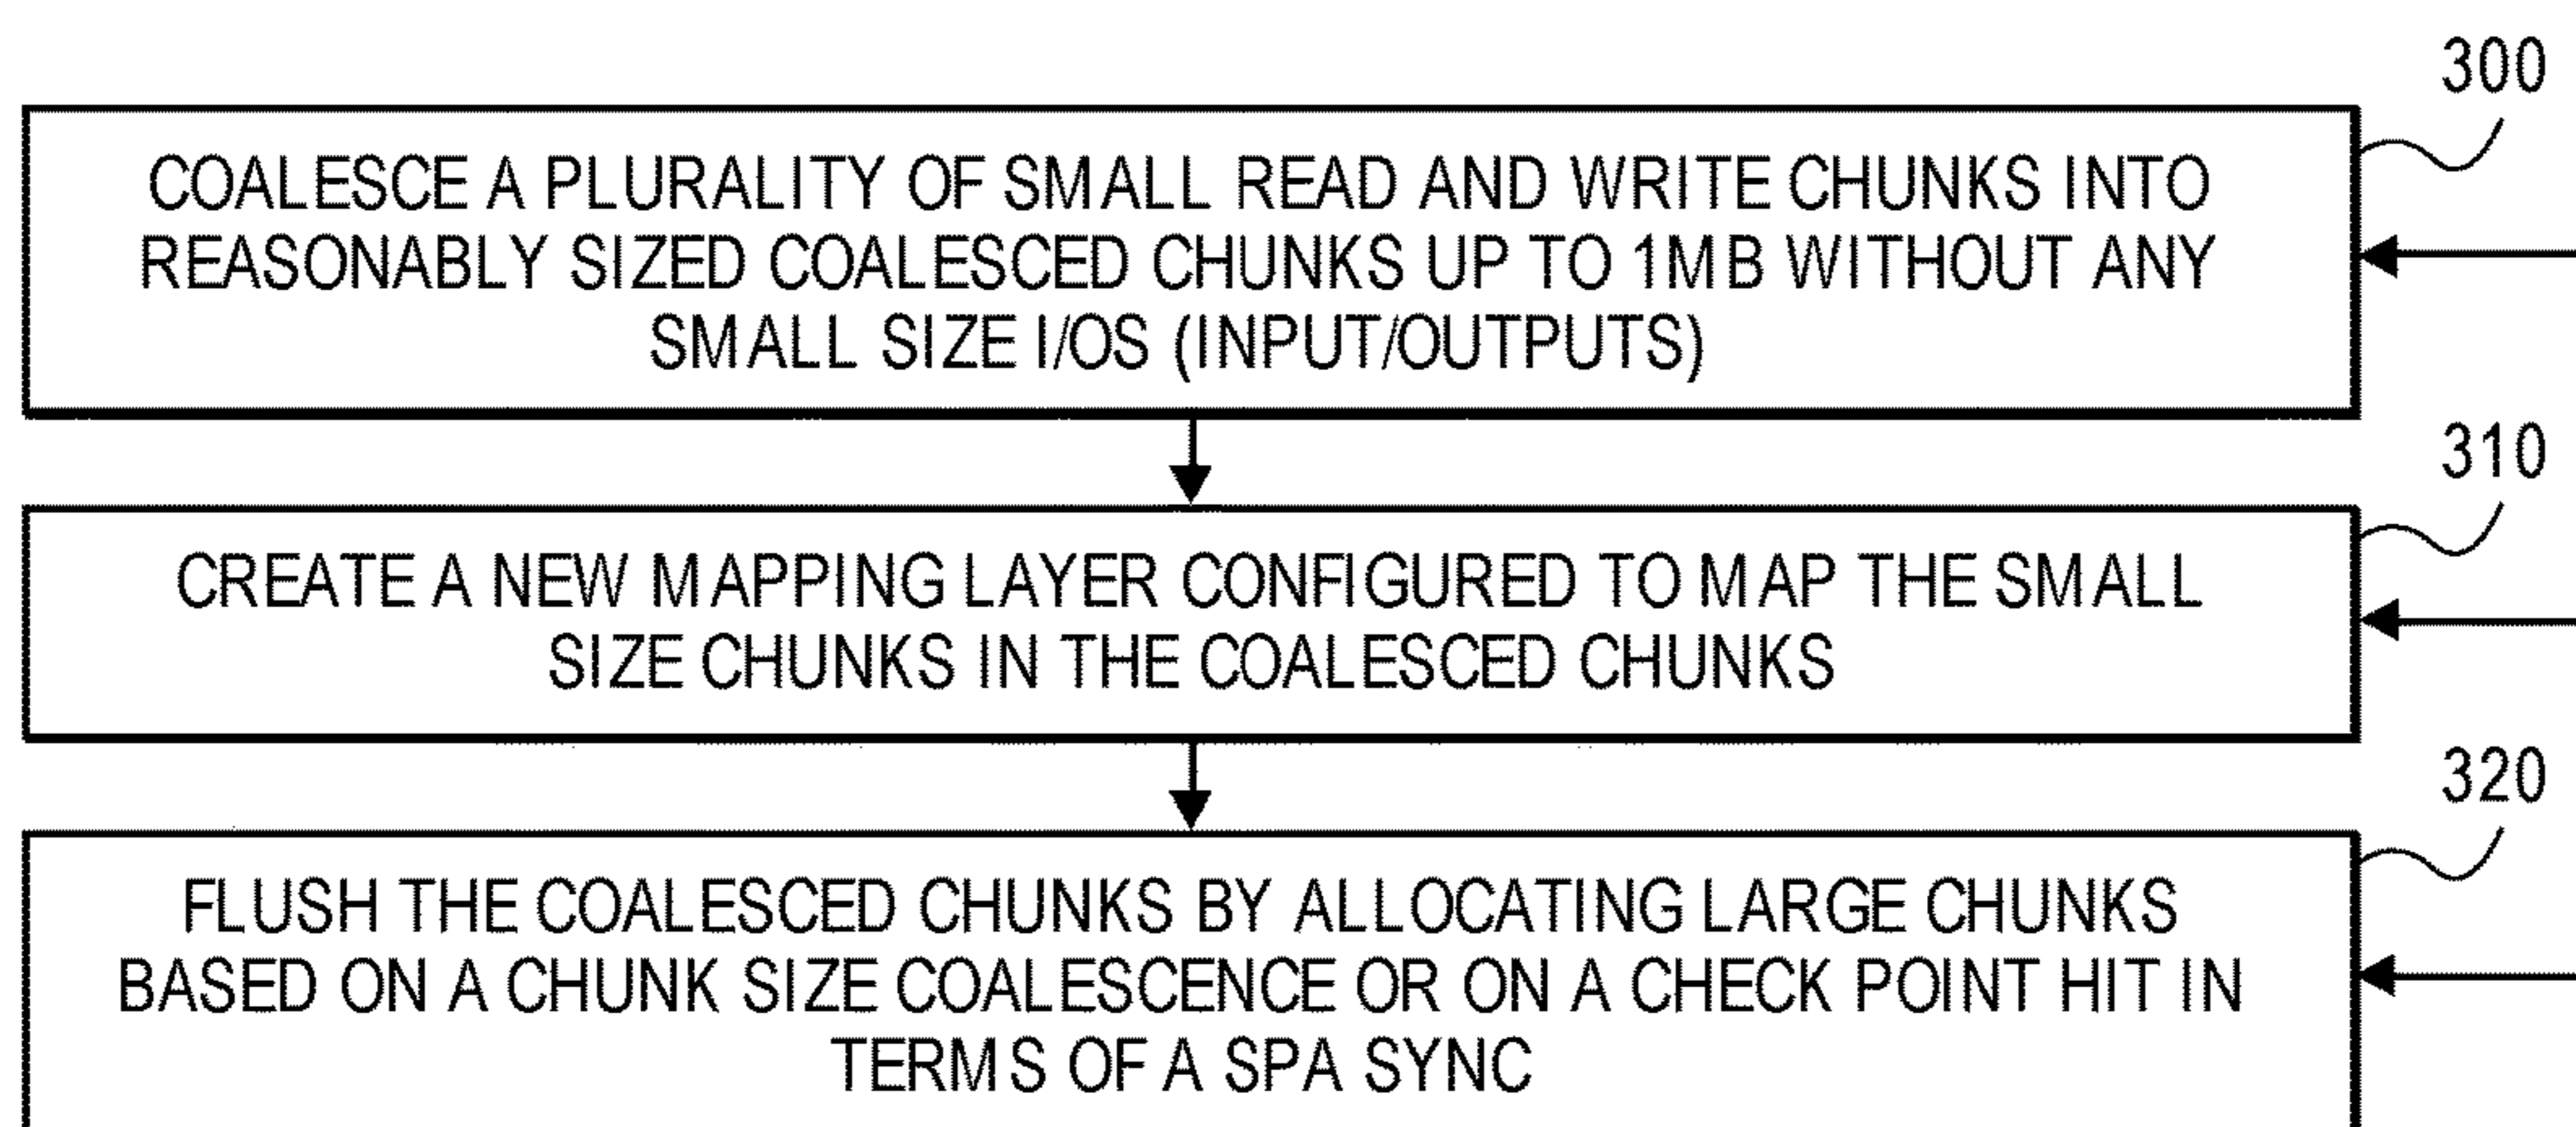 300
COALESCE A PLURALITY OF SMALL READ AND WRITE CHUNKS INTO
REASONABLY SIZED COALESCED CHUNKS UP TO 1MB WITHOUT ANY
SMALL SIZE I/OS (INPUT/OUTPUTS)
310
CREATE A NEW MAPPING LAYER CONFIGURED TO MAP THE SMALL
SIZE CHUNKS IN THE COALESCED CHUNKS
320
FLUSH THE COALESCED CHUNKS BY ALLOCATING LARGE CHUNKS
BASED ON A CHUNK SIZE COALESCENCE OR ON A CHECK POINT HIT IN
TERMS OF A SPA SYNC